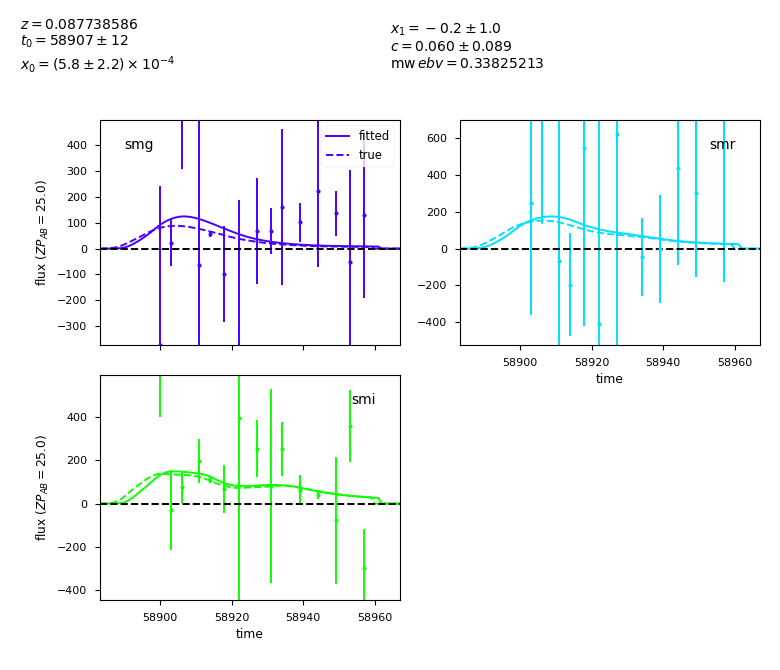 z = 0.087738586
t₀ = 58907 ± 12
x₀ = (5.8 ± 2.2) × 10⁻⁴
x₁ = −0.2 ± 1.0
c = 0.060 ± 0.089
mw ebv = 0.33825213
smg
fitted
true
400
300
200
100
0
−100
−200
−300
flux (ZP_AB = 25.0)
smr
600
400
200
0
−200
−400
58900
58920
58940
58960
time
smi
400
200
0
−200
−400
flux (ZP_AB = 25.0)
58900
58920
58940
58960
time